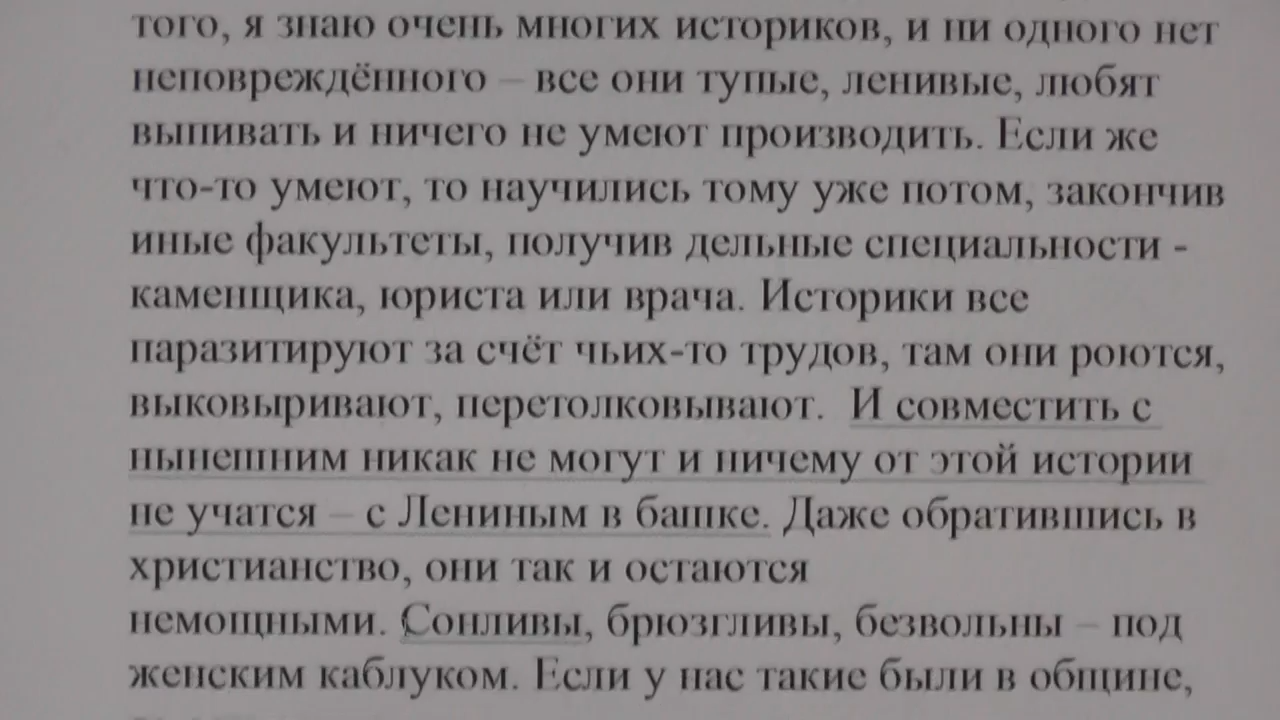 того, я знаю очень многих историков, и ни одного нет
неповреждённого – все они тупые, ленивые, любят
выпивать и ничего не умеют производить. Если же
что-то умеют, то научились тому уже потом, закончив
иные факультеты, получив дельные специальности -
каменщика, юриста или врача. Историки все
паразитируют за счёт чьих-то трудов, там они роются,
выковыривают, перетолковывают. И совместить с
нынешним никак не могут и ничему от этой истории
не учатся – с Лениным в башке. Даже обратившись в
христианство, они так и остаются
немощными. Сонливы, брюзгливы, безвольны – под
женским каблуком. Если у нас такие были в общине,